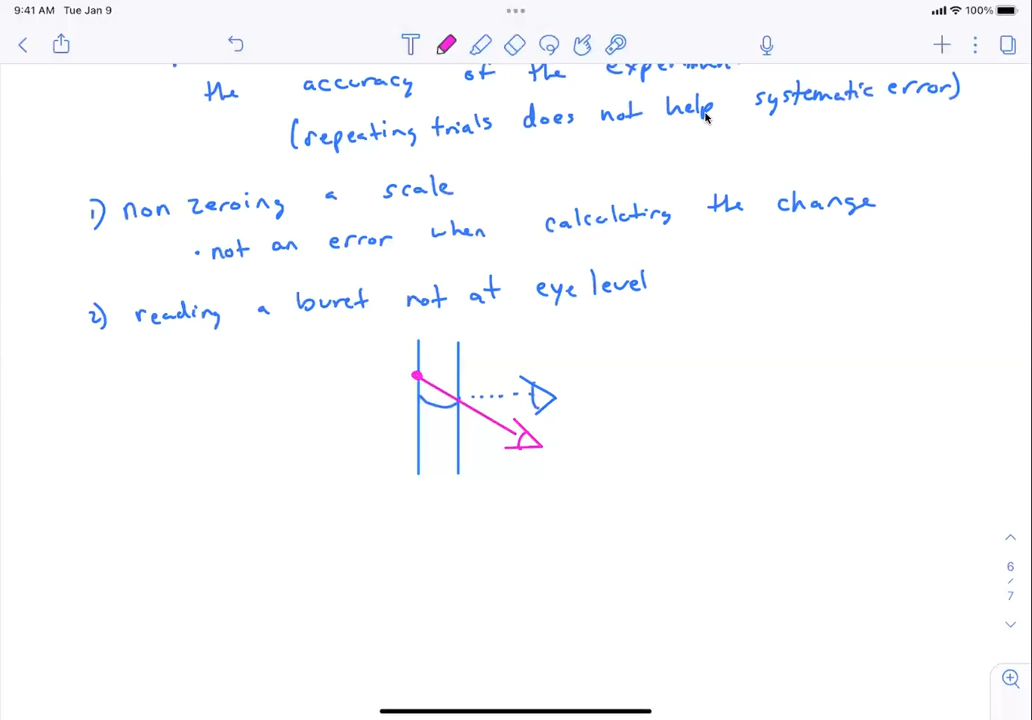 9:41 AM Tue Jan 9
100%
the accuracy of the
(repeating trials does not help systematic error)
1) non zeroing a scale
• not an error when calculating the change
2) reading a buret not at eye level
6
/
7